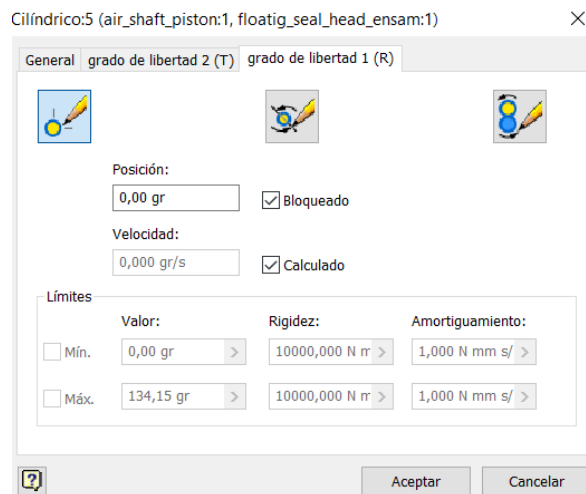 Cilíndrico:5 (air_shaft_piston:1, floatig_seal_head_ensam:1)
General grado de libertad 2 (T) grado de libertad 1 (R)
Posición:
0,00 gr Bloqueado
Velocidad:
0,000 gr/s Calculado
Límites
Valor: Rigidez: Amortiguamiento:
Mín. 0,00 gr > 10000,000 N m > 1,000 N mm s/ >
Máx. 134,15 gr > 10000,000 N m > 1,000 N mm s/ >
Aceptar Cancelar